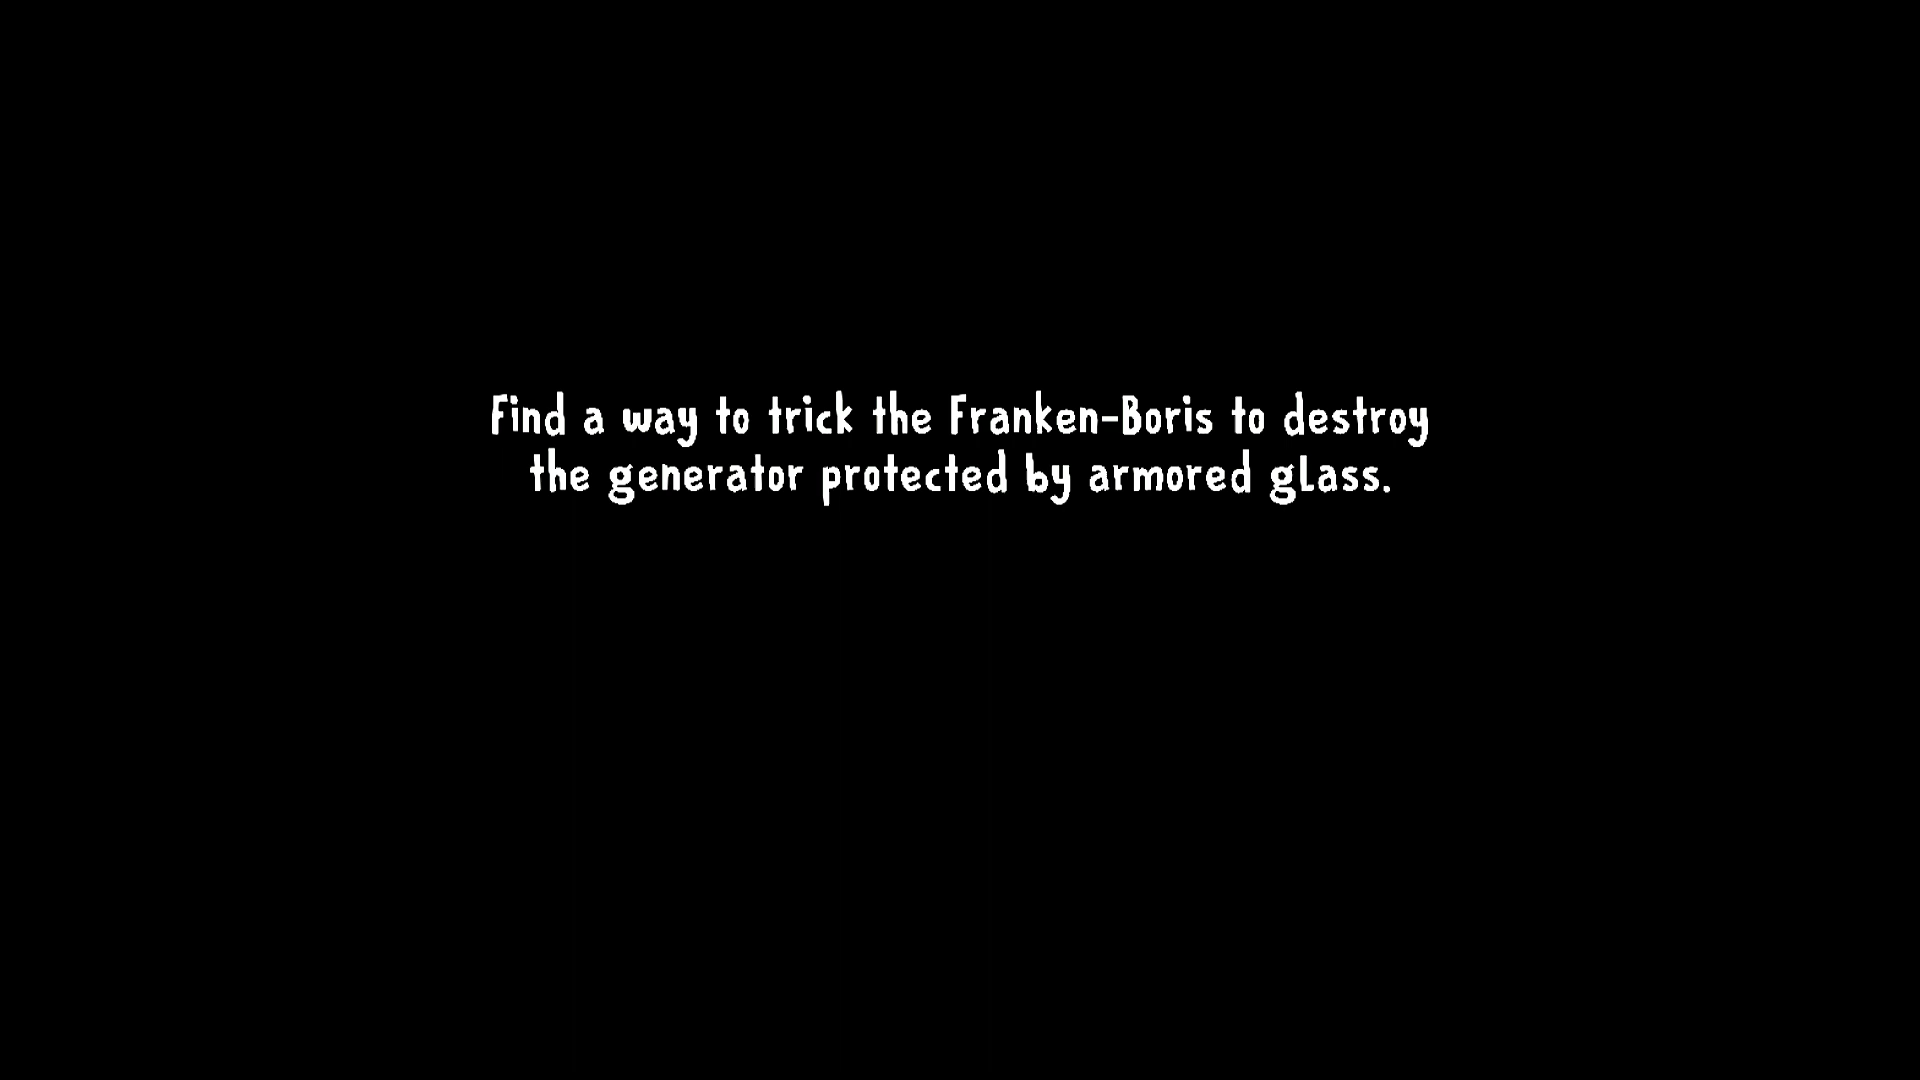 Find a way to trick the Franken-Boris to destroy
the generator protected by armored glass.